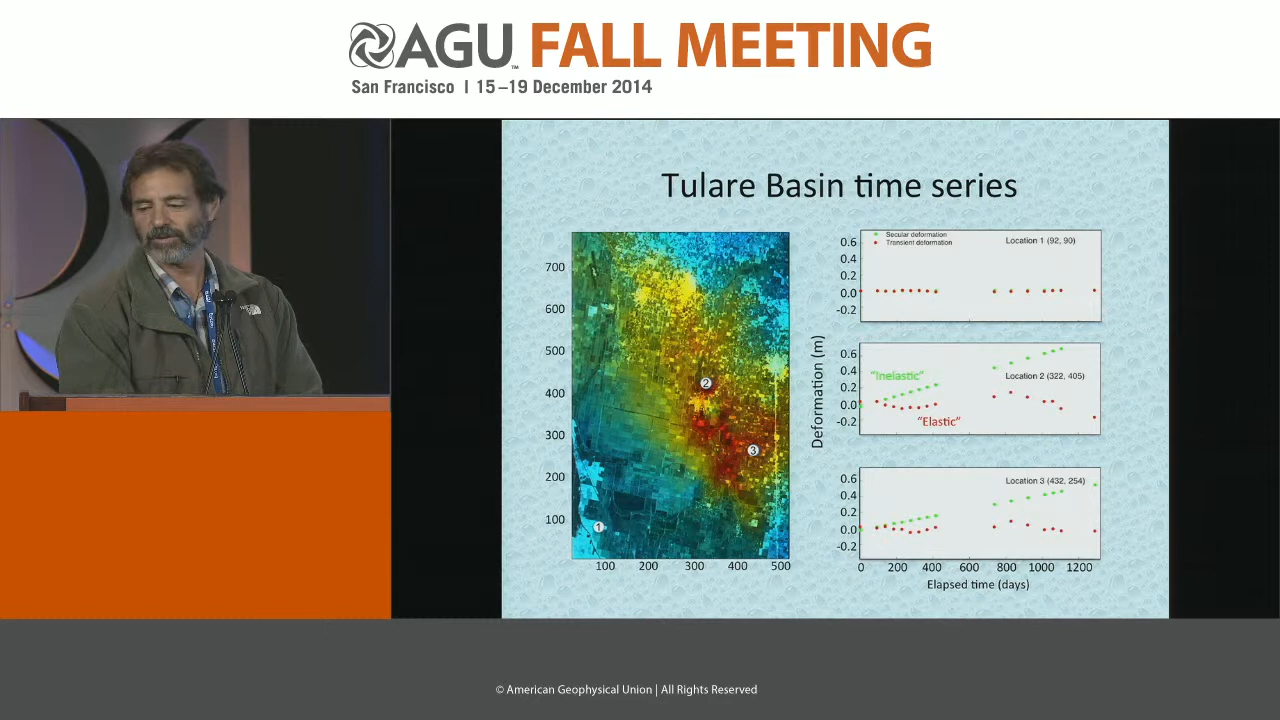 AGU™ FALL MEETING
San Francisco | 15–19 December 2014
Tulare Basin time series
700
600
500
400
300
200
100
100 200 300 400 500
1
2
3
Deformation (m)
Secular deformation
Transient deformation
Location 1 (92, 90)
0.6
0.4
0.2
0.0
-0.2
"Inelastic"
Location 2 (322, 405)
"Elastic"
0.6
0.4
0.2
0.0
-0.2
Location 3 (432, 254)
0.6
0.4
0.2
0.0
-0.2
0 200 400 600 800 1000 1200
Elapsed time (days)
© American Geophysical Union | All Rights Reserved